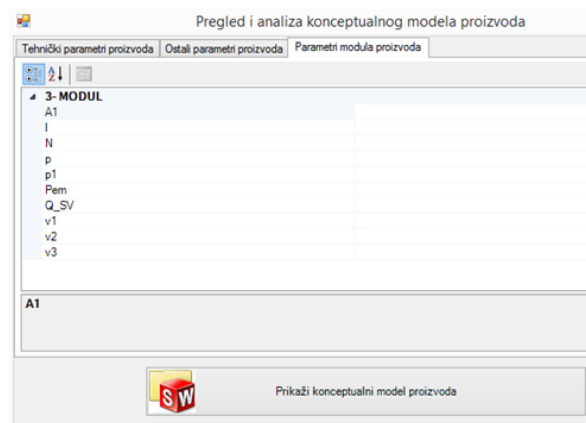 Pregled i analiza konceptualnog modela proizvoda
Tehnički parametri proizvoda Ostali parametri proizvoda Parametri modula proizvoda
3- MODUL
A1
I
N
p
p1
Pem
Q_SV
v1
v2
v3
A1
SW Prikaži konceptualni model proizvoda